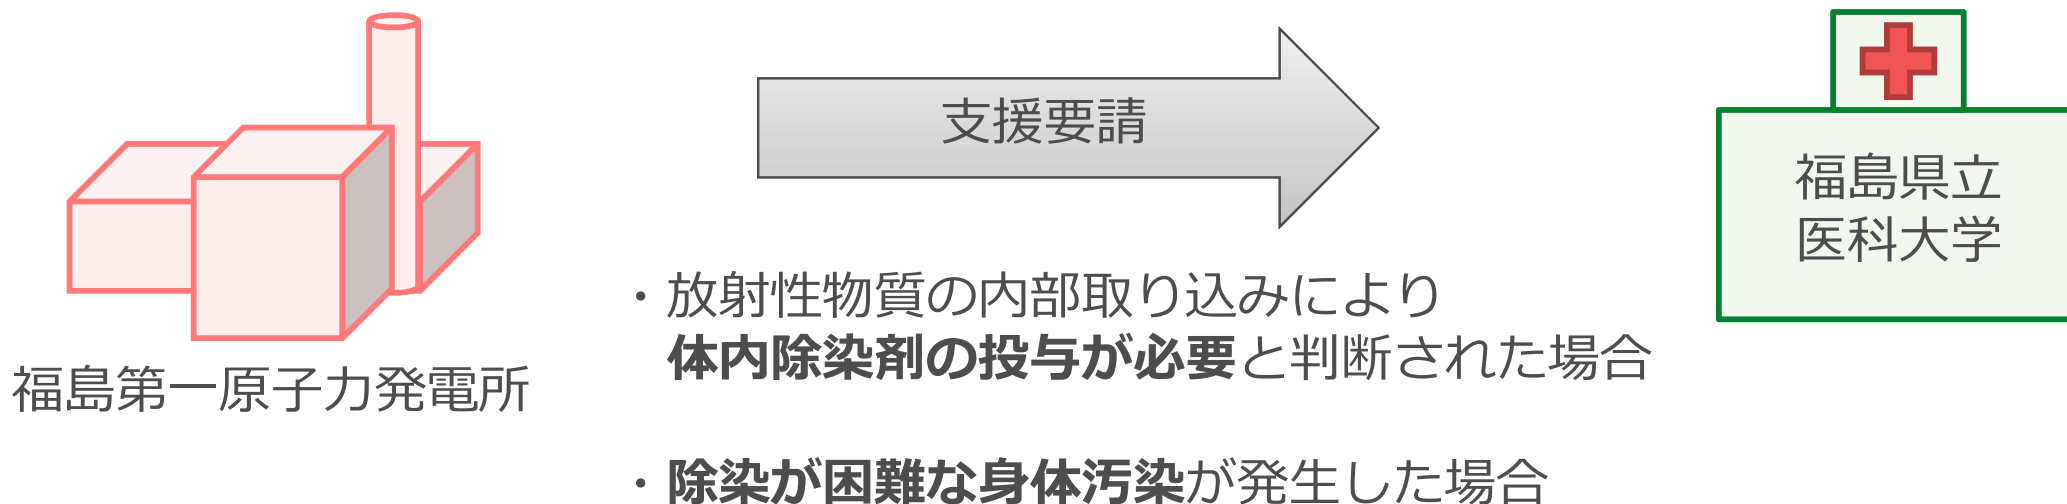 支援要請
福島県立
医科大学
・放射性物質の内部取り込みにより
体内除染剤の投与が必要と判断された場合
福島第一原子力発電所
・除染が困難な身体汚染が発生した場合